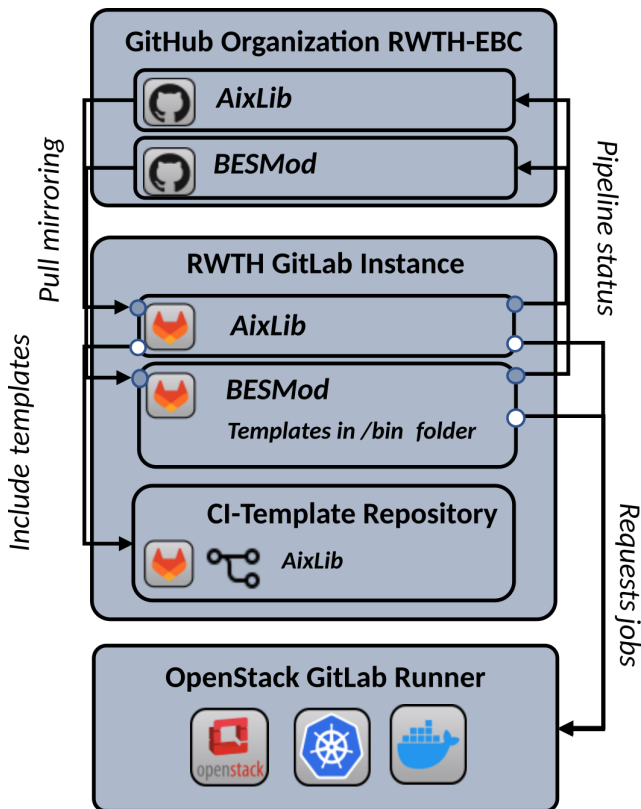 GitHub Organization RWTH-EBC
AixLib
BESMod
Pull mirroring
Pipeline status
RWTH GitLab Instance
AixLib
BESMod
Templates in /bin folder
Include templates
CI-Template Repository
AixLib
Requests jobs
OpenStack GitLab Runner
openstack